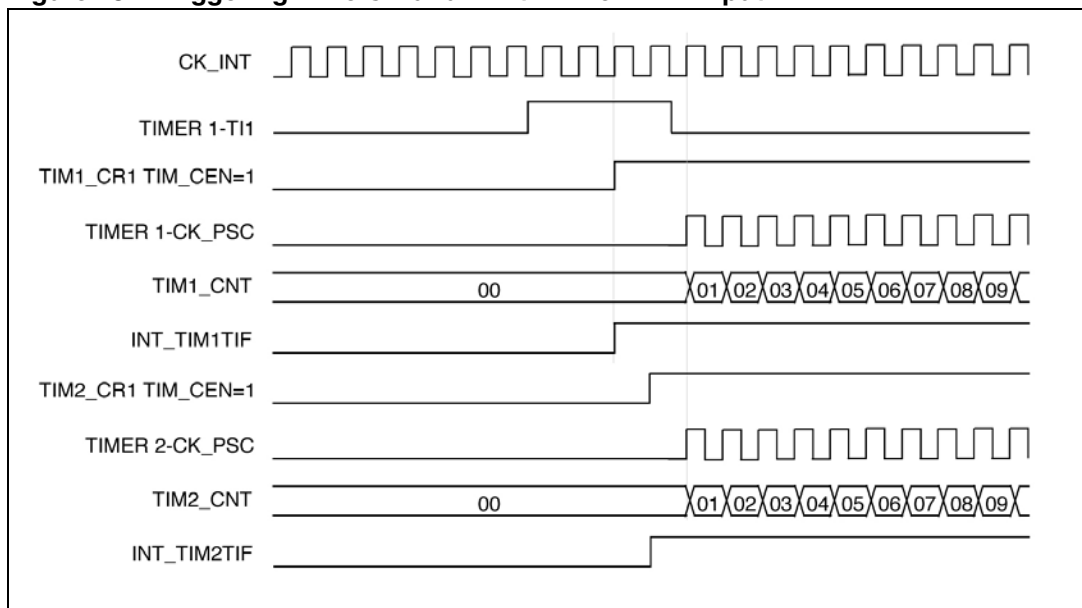 CK_INT
TIMER 1-TI1
TIM1_CR1 TIM_CEN=1
TIMER 1-CK_PSC
TIM1_CNT 00 01 02 03 04 05 06 07 08 09
INT_TIM1TIF
TIM2_CR1 TIM_CEN=1
TIMER 2-CK_PSC
TIM2_CNT 00 01 02 03 04 05 06 07 08 09
INT_TIM2TIF